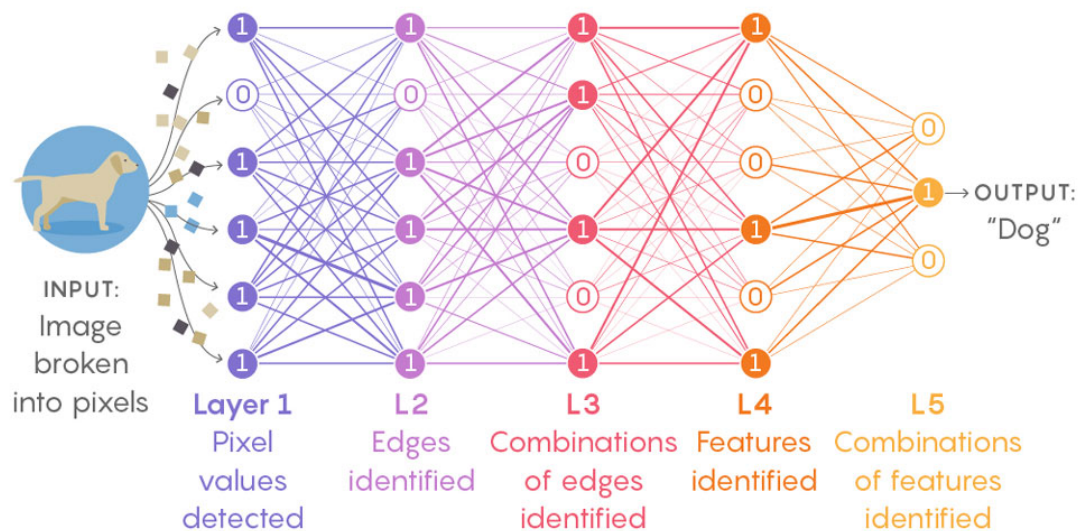 1 1 1 1
0 0 1 0
0
1 1 0 0
1
1 1 1 1
0
1 1 0 0
1 1 1 1
OUTPUT:
"Dog"
INPUT:
Image
broken
into pixels
Layer 1
Pixel
values
detected
L2
Edges
identified
L3
Combinations
of edges
identified
L4
Features
identified
L5
Combinations
of features
identified